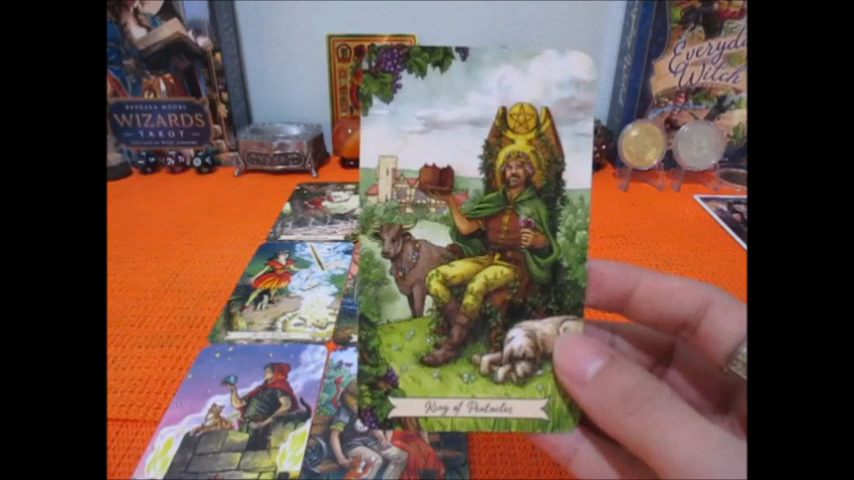 BARBARA MOORE
WIZARDS
TAROT
Everyday
Witch
King of Pentacles